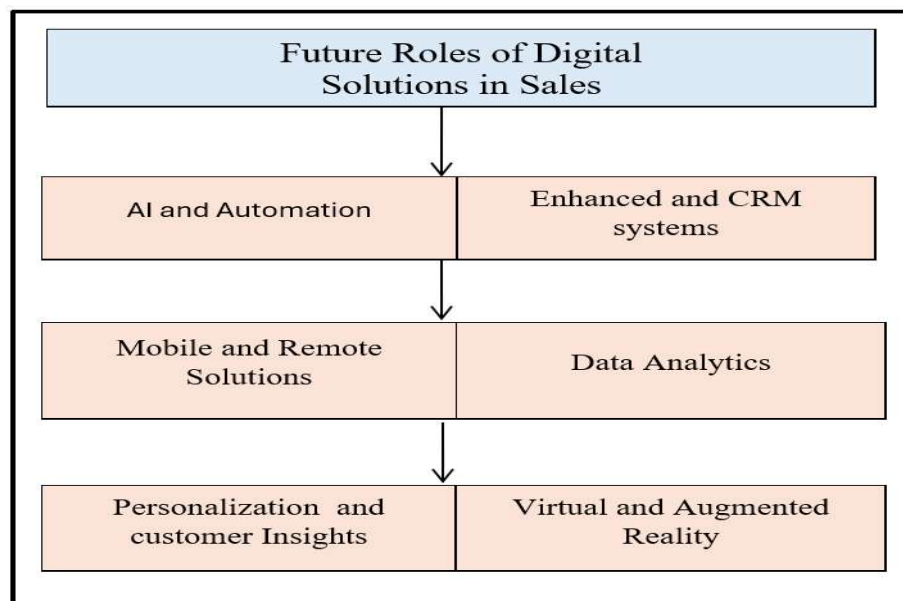 Future Roles of Digital
Solutions in Sales
AI and Automation
Enhanced and CRM
systems
Mobile and Remote
Solutions
Data Analytics
Personalization and
customer Insights
Virtual and Augmented
Reality